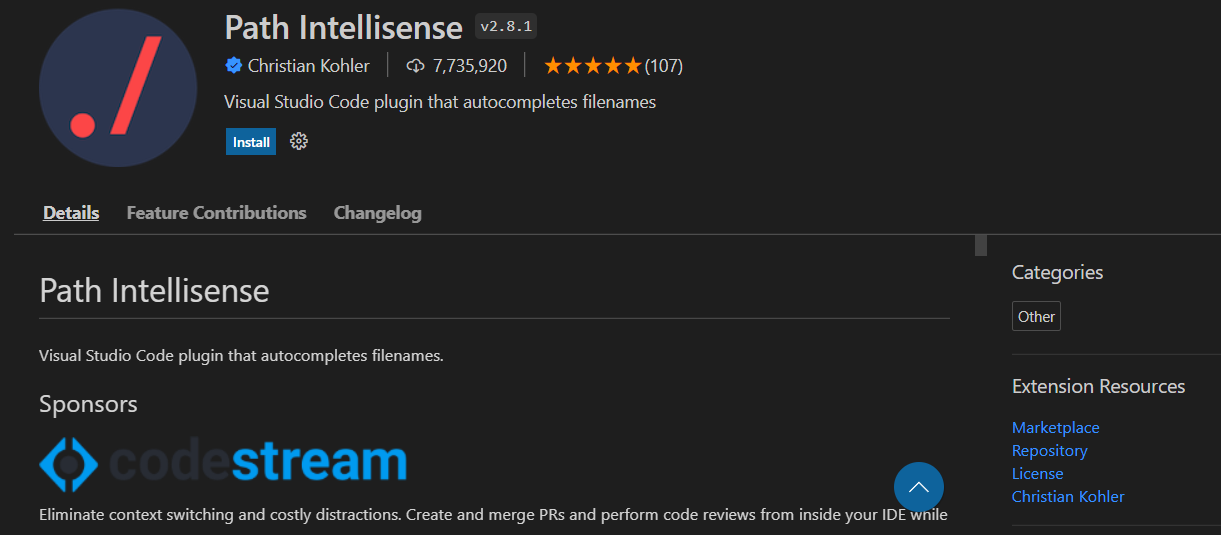 Path Intellisense v2.8.1
Christian Kohler 7,735,920 (107)
Visual Studio Code plugin that autocompletes filenames
Install
Details Feature Contributions Changelog
Path Intellisense
Visual Studio Code plugin that autocompletes filenames.
Sponsors
codestream
Eliminate context switching and costly distractions. Create and merge PRs and perform code reviews from inside your IDE while
Categories
Other
Extension Resources
Marketplace
Repository
License
Christian Kohler